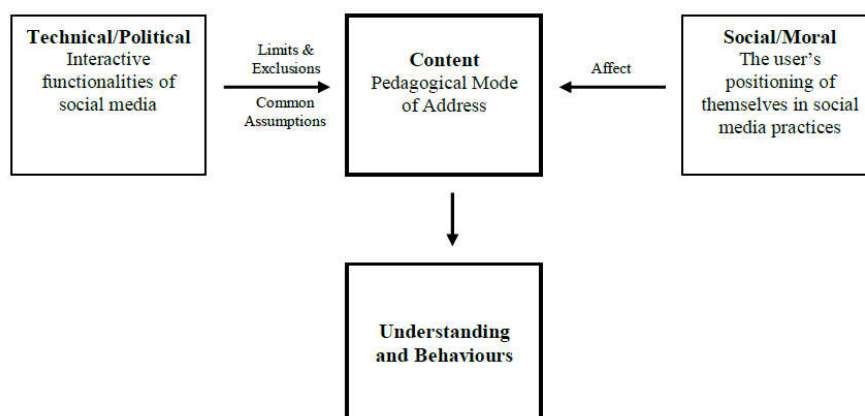 Technical/Political
Interactive
functionalities of
social media
Limits &
Exclusions
Common
Assumptions
Content
Pedagogical Mode
of Address
Affect
Social/Moral
The user's
positioning of
themselves in social
media practices
Understanding
and Behaviours